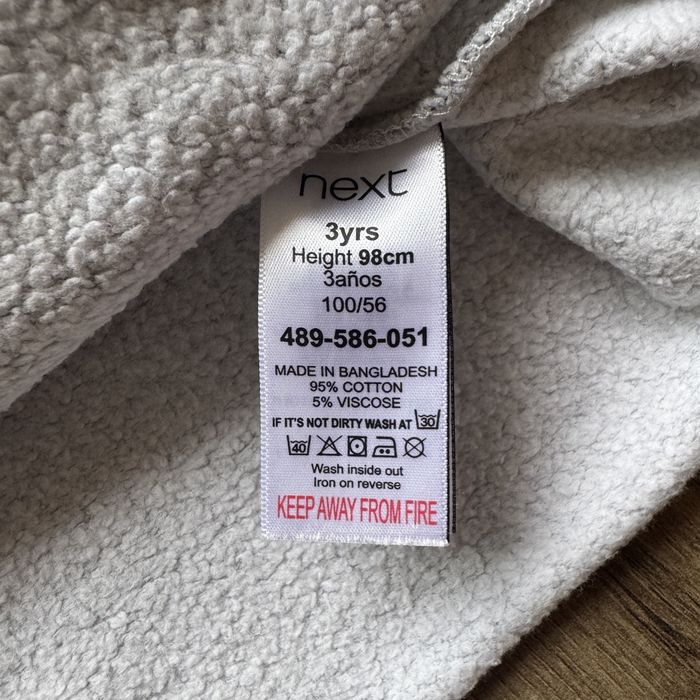 next
3yrs
Height 98cm
3años
100/56
489-586-051
MADE IN BANGLADESH
95% COTTON
5% VISCOSE
IF IT'S NOT DIRTY WASH AT 30
40
Wash inside out
Iron on reverse
KEEP AWAY FROM FIRE